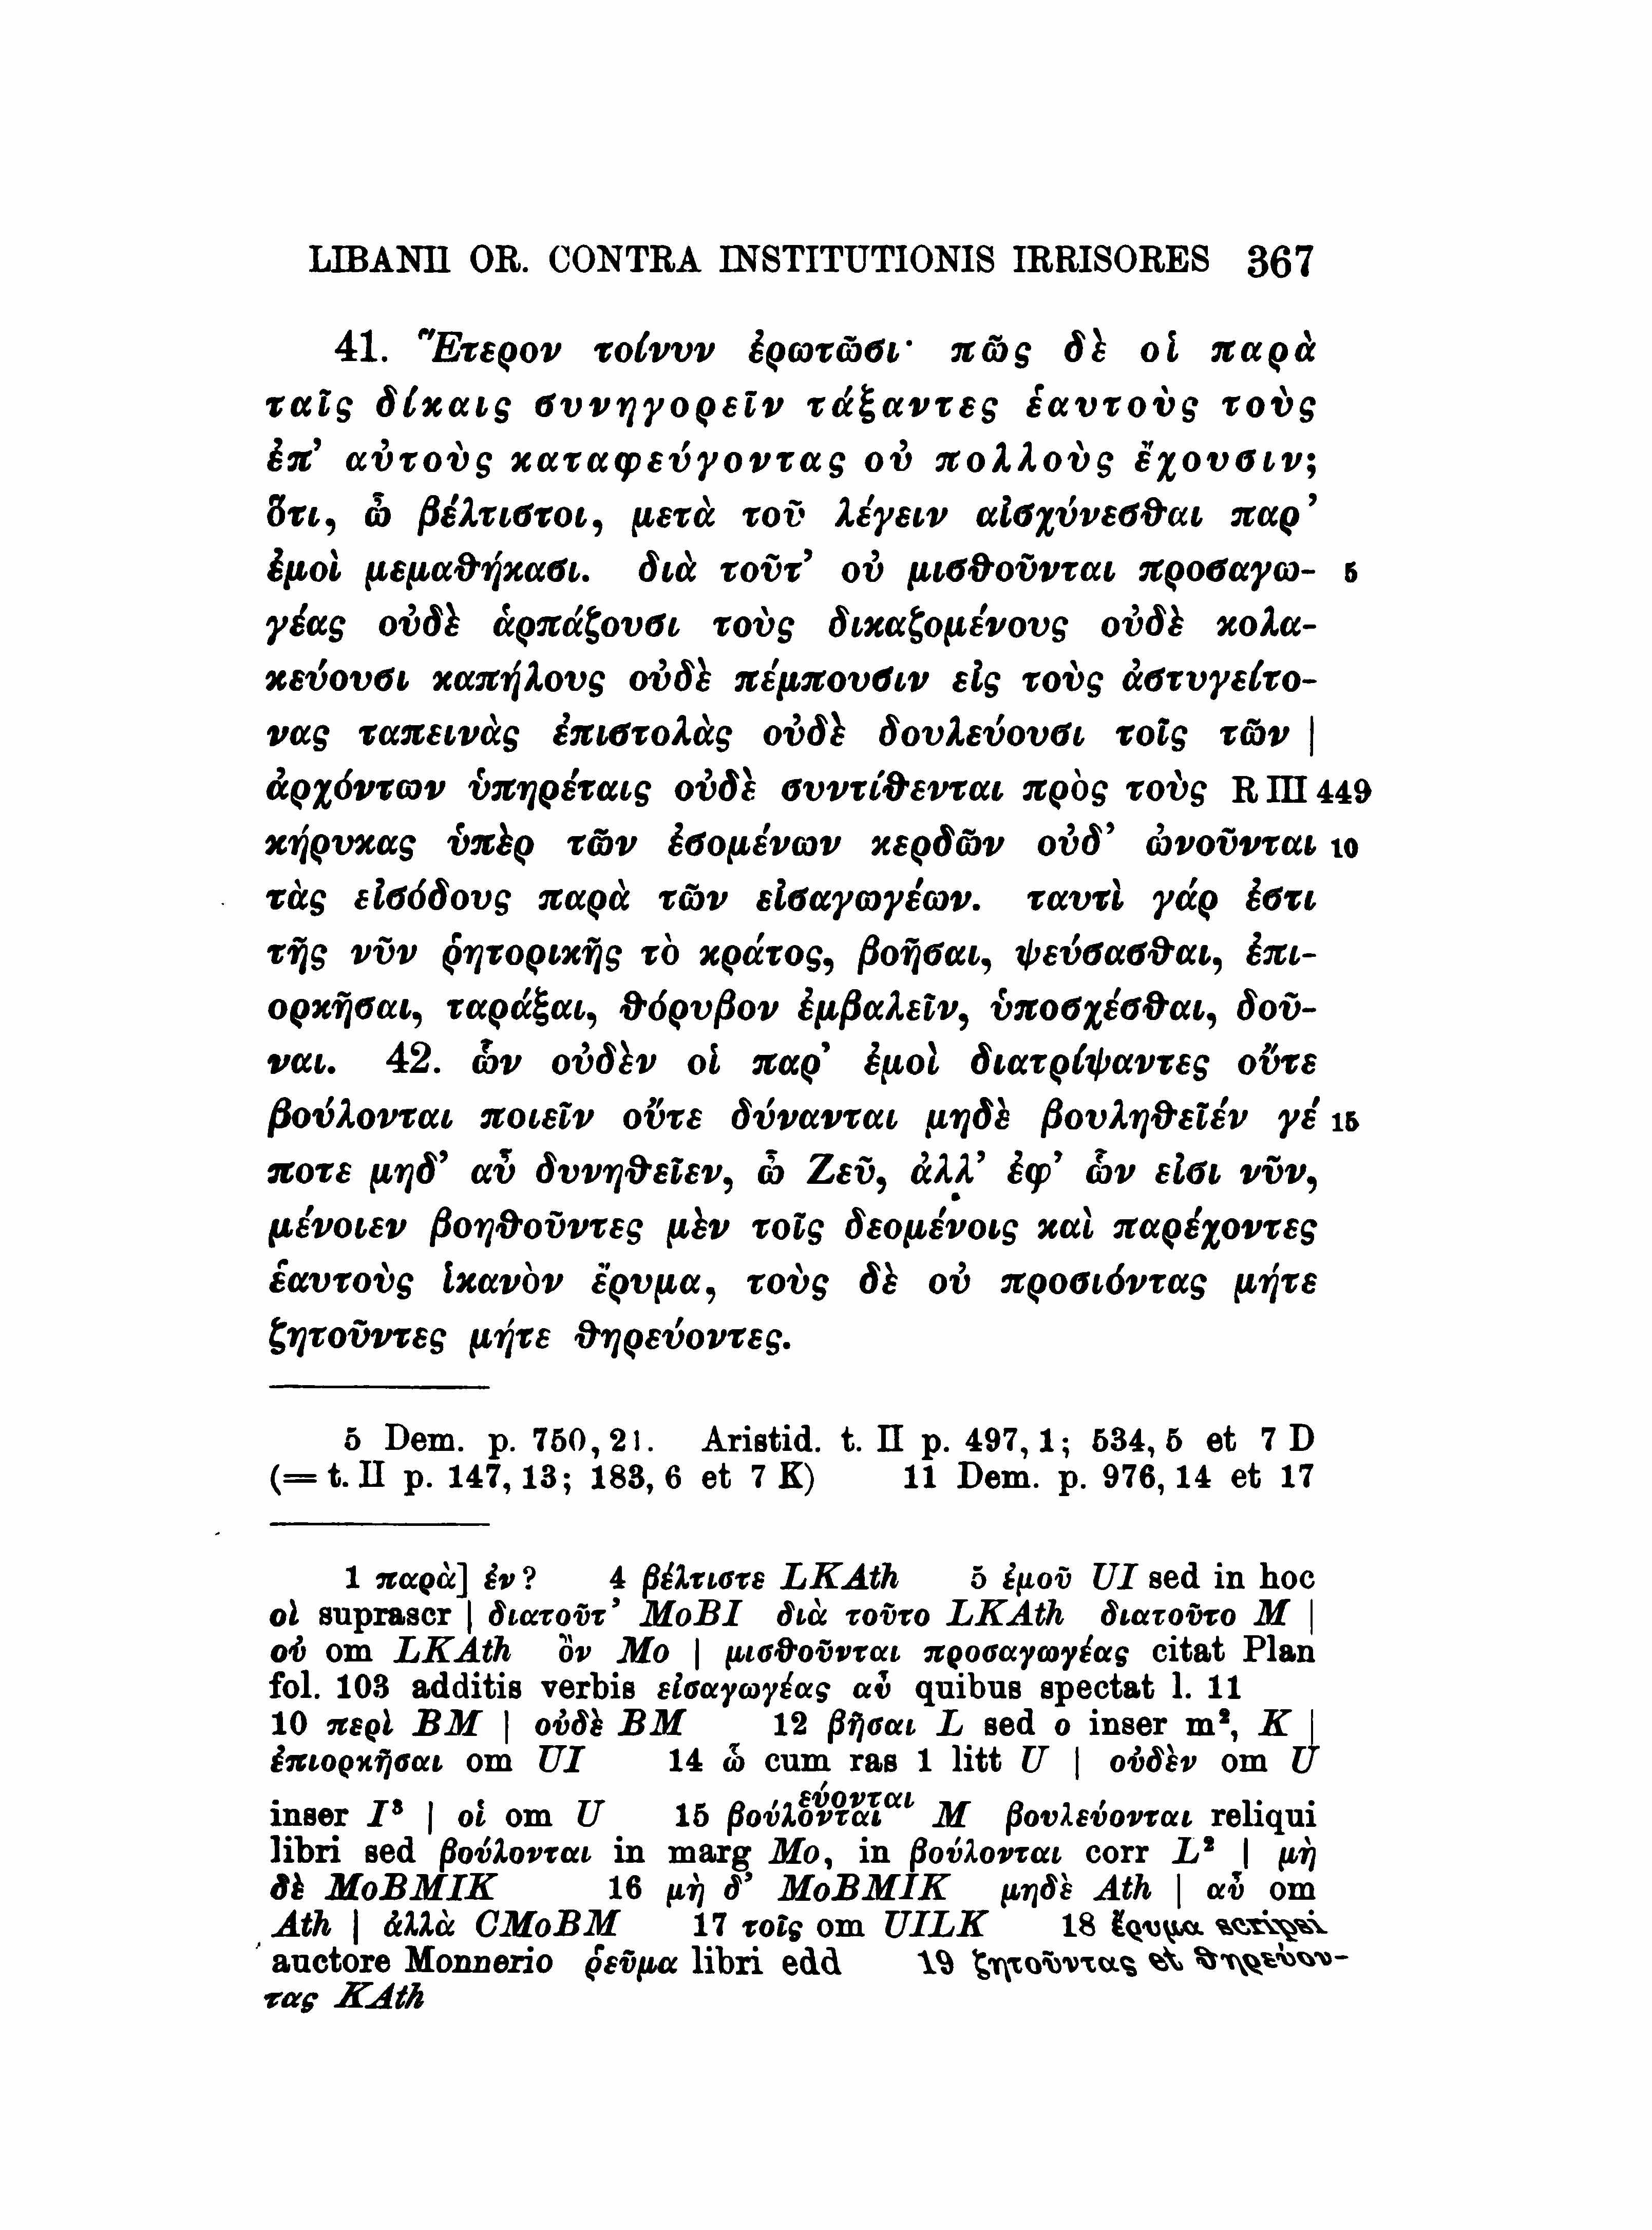 LIBANII OR. CONTRA INSTITUTIONIS IRRISORES 367
41. Ἕτερον τοίνυν ἐρωτῶσι· πῶς δὲ οἱ παρὰ
ταῖς δίκαις συνηγορεῖν τάξαντες ἑαυτοὺς τοὺς
ἐπ’ αὐτοὺς καταφεύγοντας οὐ πολλοὺς ἔχουσιν;
ὅτι, ὦ βέλτιστοι, μετὰ τοῦ λέγειν αἰσχύνεσθαι παρ’
ἐμοὶ μεμαθήκασι. διὰ τοῦτ’ οὐ μισθοῦνται προσαγω- 5
γέας οὐδὲ ἁρπάζουσι τοὺς δικαζομένους οὐδὲ κολα-
κεύουσι καπήλους οὐδὲ πέμπουσιν εἰς τοὺς ἀστυγείτο-
νας ταπεινὰς ἐπιστολὰς οὐδὲ δουλεύουσι τοῖς τῶν |
ἀρχόντων ὑπηρέταις οὐδὲ συντίθενται πρὸς τοὺς R III 449
κήρυκας ὑπὲρ τῶν ἐσομένων κερδῶν οὐδ’ ὠνοῦνται 10
τὰς εἰσόδους παρὰ τῶν εἰσαγωγέων. ταυτὶ γάρ ἐστι
τῆς νῦν ῥητορικῆς τὸ κράτος, βοῆσαι, ψεύσασθαι, ἐπι-
ορκῆσαι, ταράξαι, θόρυβον ἐμβαλεῖν, ὑποσχέσθαι, δοῦ-
ναι. 42. ὧν οὐδὲν οἱ παρ’ ἐμοὶ διατρίψαντες οὔτε
βούλονται ποιεῖν οὔτε δύνανται μηδὲ βουληθεῖέν γέ 15
ποτε μηδ’ αὖ δυνηθεῖεν, ὦ Ζεῦ, ἀλλ’ ἐφ’ ὧν εἰσι νῦν,
μένοιεν βοηθοῦντες μὲν τοῖς δεομένοις καὶ παρέχοντες
ἑαυτοὺς ἱκανὸν ἔρυμα, τοὺς δὲ οὐ προσιόντας μήτε
ζητοῦντες μήτε θηρεύοντες.
5 Dem. p. 750, 21. Aristid. t. II p. 497, 1; 534, 5 et 7 D
(= t. II p. 147, 13; 183, 6 et 7 K) 11 Dem. p. 976, 14 et 17
1 παρὰ] ἐν? 4 βέλτιστε LKAth 5 ἐμοῦ UI sed in hoc
οὶ suprascr | διατοῦτ’ MoBI διὰ τοῦτο LKAth διατοῦτο M |
οὐ om LKAth ὃν Mo | μισθοῦνται προσαγωγέας citat Plan
fol. 103 additis verbis εἰσαγωγέας αὖ quibus spectat l. 11
10 περὶ BM | οὐδὲ BM 12 βῆσαι L sed ο inser m², K |
ἐπιορκῆσαι om UI 14 ὦ cum ras 1 litt U | οὐδὲν om U
inser I³ | οἱ om U 15 βούλονται εύονται M βουλεύονται reliqui
libri sed βούλονται in marg Mo, in βούλονται corr L² | μὴ
δὲ MoBMIK 16 μὴ δ’ MoBMIK μηδὲ Ath | αὖ om
Ath | ἀλλὰ CMoBM 17 τοῖς om UILK 18 ἔρυμα scripsi
auctore Monnerio ῥεῦμα libri edd 19 ζητοῦντας et θηρεύον-
τας KAth